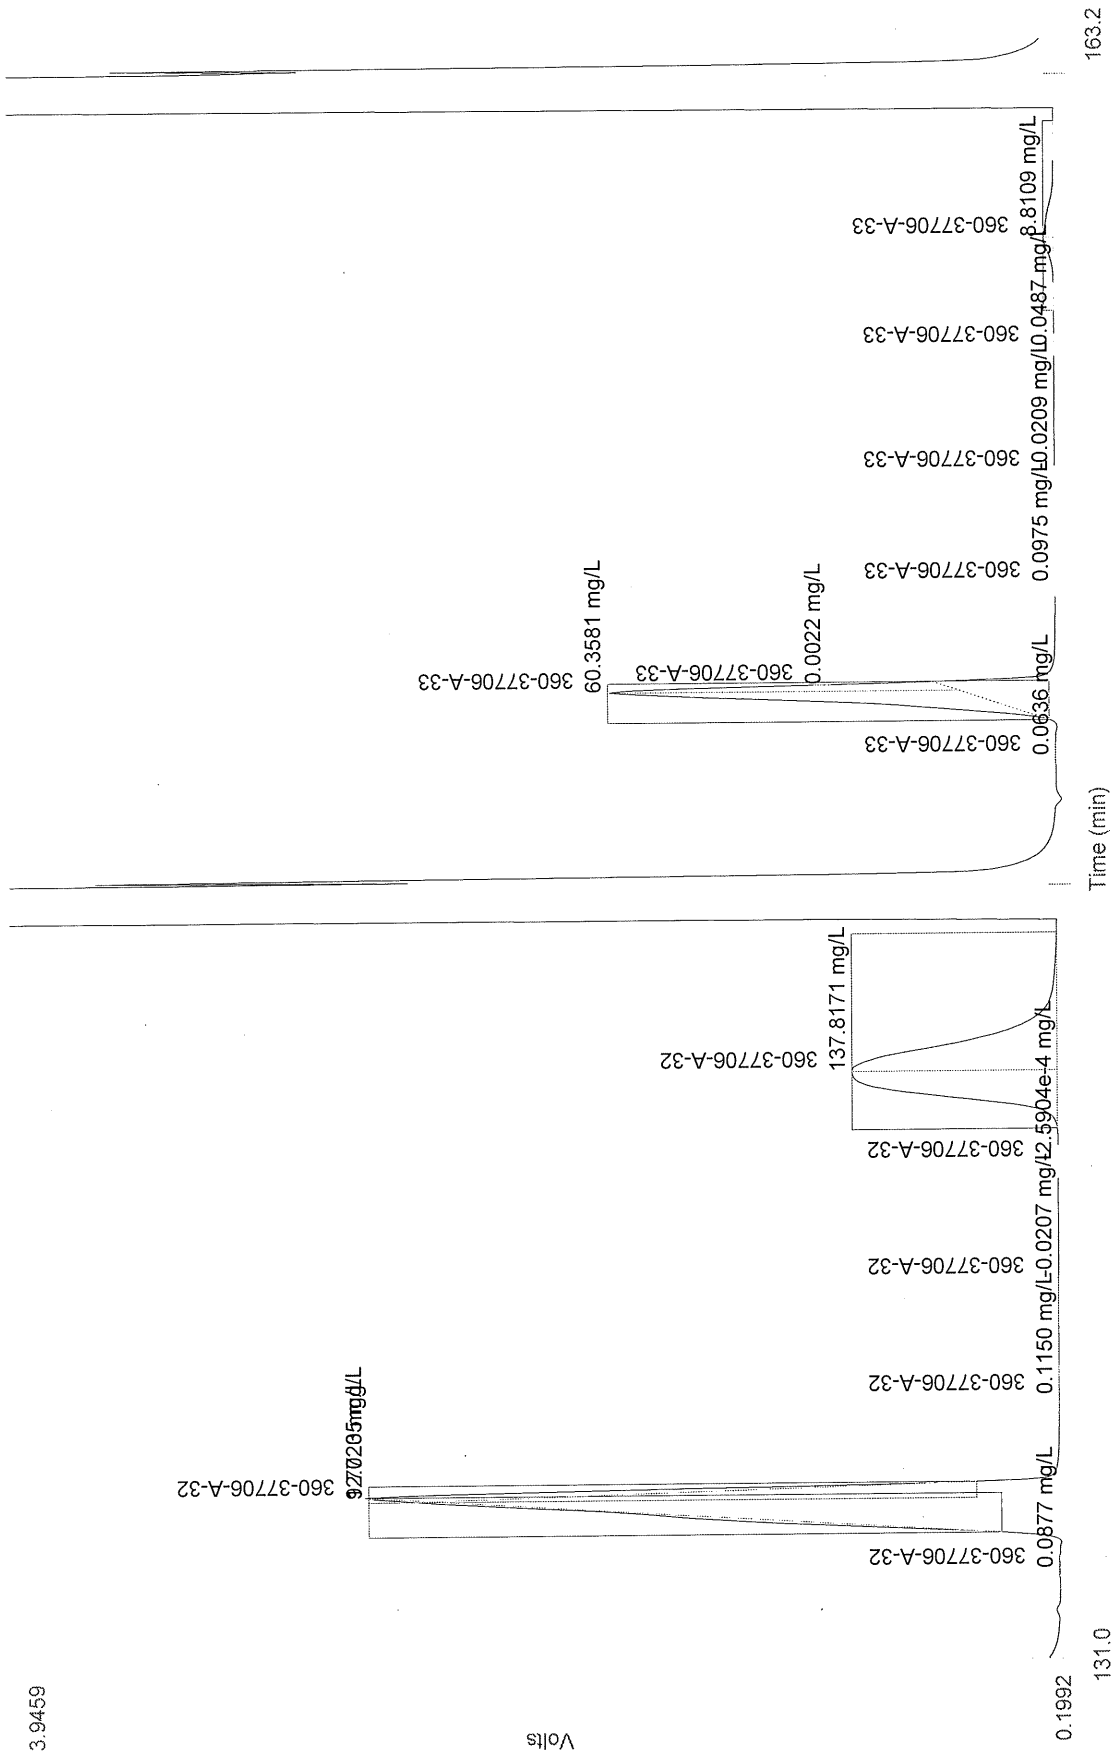 3.9459
Volts
0.1992
131.0
Time (min)
163.2
360-37706-A-32
0.0877 mg/L
360-37706-A-32
360-37706-A-32
0.1150 mg/L
360-37706-A-32
-0.0207 mg/L
360-37706-A-32
2.5904e-4 mg/L
360-37706-A-32
137.8171 mg/L
360-37706-A-33
0.0636 mg/L
360-37706-A-33
60.3581 mg/L
360-37706-A-33
0.0022 mg/L
360-37706-A-33
0.0975 mg/L
360-37706-A-33
-0.0209 mg/L
360-37706-A-33
0.0487 mg/L
360-37706-A-33
8.8109 mg/L